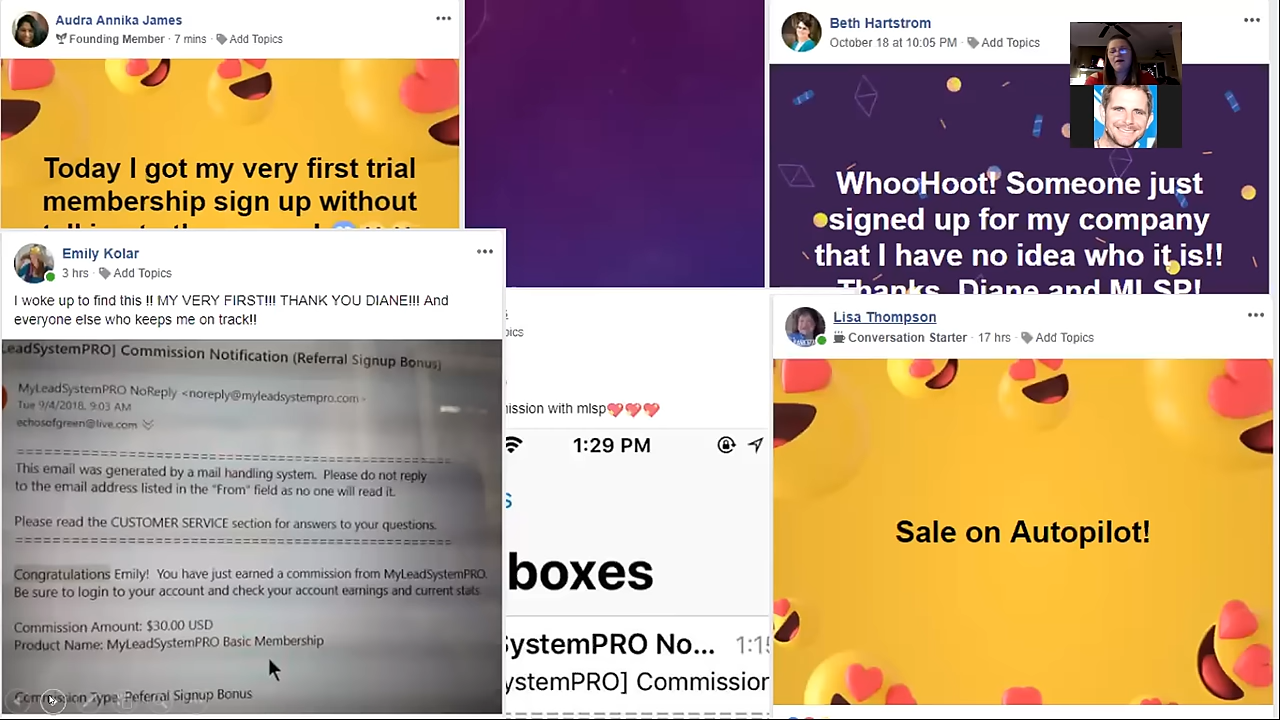 Audra Annika James
Founding Member · 7 mins · Add Topics
Today I got my very first trial
membership sign up without
Beth Hartstrom
October 18 at 10:05 PM · Add Topics
WhooHoot! Someone just
signed up for my company
that I have no idea who it is!!
Thanks, Diane and MLSP!
Emily Kolar
3 hrs · Add Topics
I woke up to find this !! MY VERY FIRST!!! THANK YOU DIANE!!! And
everyone else who keeps me on track!!
LeadSystemPRO] Commission Notification (Referral Signup Bonus)
MyLeadSystemPRO NoReply <noreply@myleadsystempro.com>
Tue 9/4/2018, 9:03 AM
echosofgreen@live.com
This email was generated by a mail handling system. Please do not reply
to the email address listed in the "From" field as no one will read it.
Please read the CUSTOMER SERVICE section for answers to your questions.
Congratulations Emily! You have just earned a commission from MyLeadSystemPRO.
Be sure to login to your account and check your account earnings and current stats
Commission Amount: $30.00 USD
Product Name: MyLeadSystemPRO Basic Membership
Commission Type: Referral Signup Bonus
pics
mission with mlsp
1:29 PM
s
boxes
SystemPRO No... 1:15
ystemPRO] Commission
Lisa Thompson
Conversation Starter · 17 hrs · Add Topics
Sale on Autopilot!